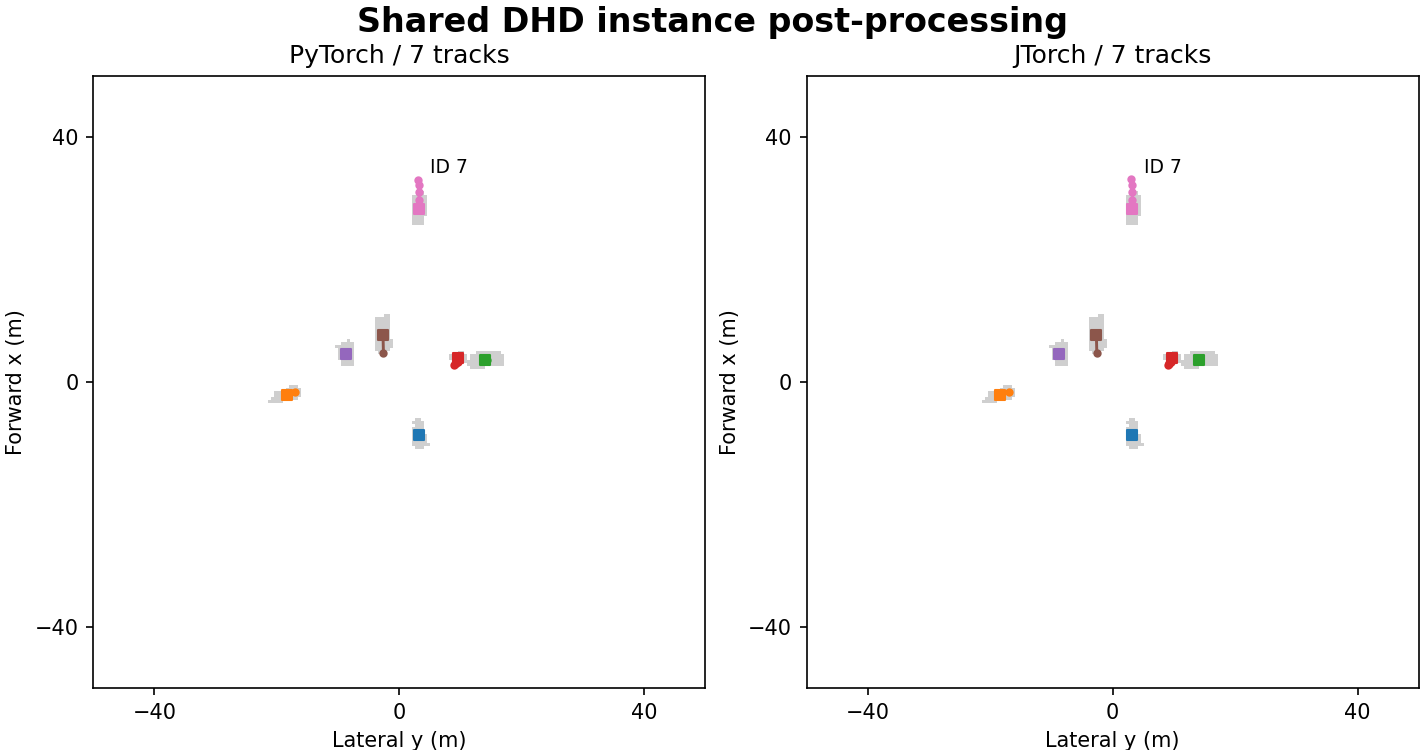 Shared DHD instance post-processing
PyTorch / 7 tracks
JTorch / 7 tracks
40
0
−40
Forward x (m)
ID 7
−40
0
40
Lateral y (m)
40
0
−40
Forward x (m)
ID 7
−40
0
40
Lateral y (m)